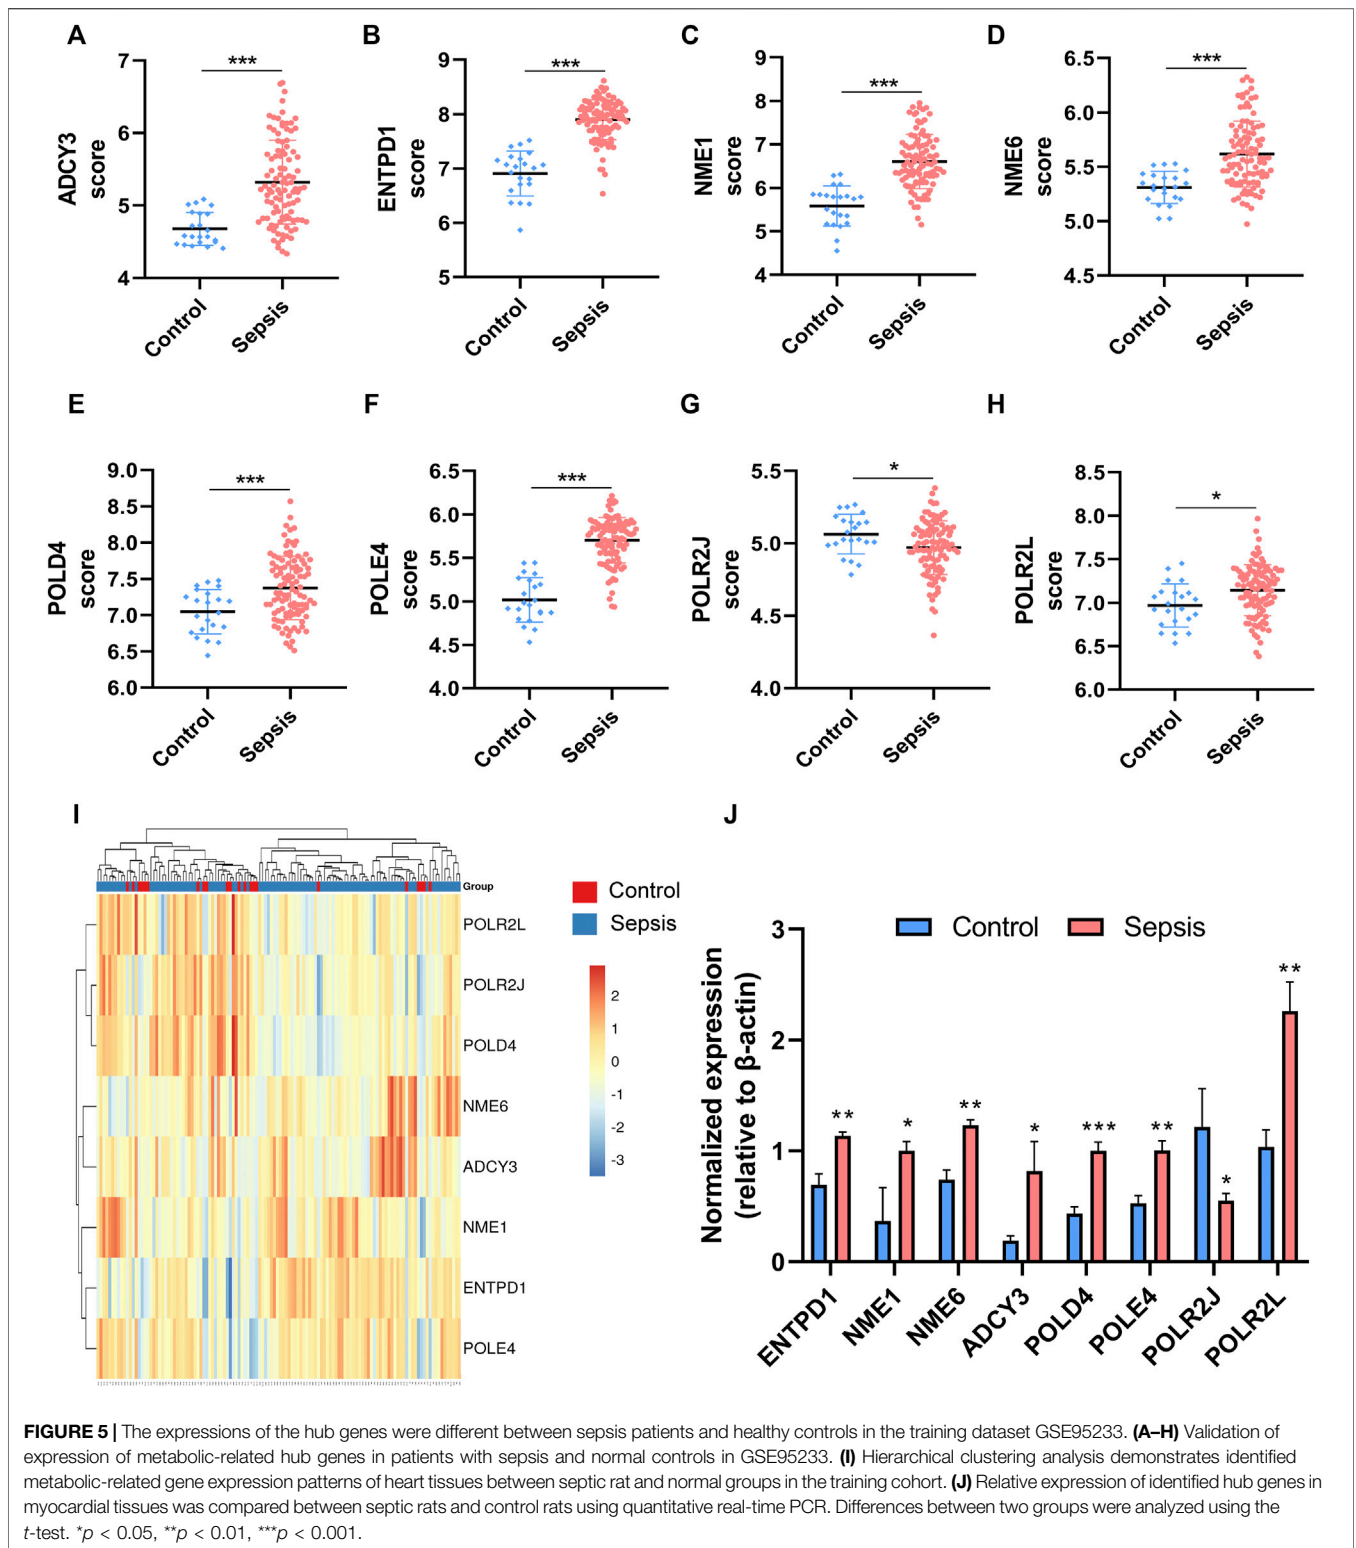 A
ADCY3
score
7
6
5
4
***
Control
Sepsis
B
ENTPD1
score
9
8
7
6
5
***
Control
Sepsis
C
NME1
score
9
8
7
6
5
4
***
Control
Sepsis
D
NME6
score
6.5
6.0
5.5
5.0
4.5
***
Control
Sepsis
E
POLD4
score
9.0
8.5
8.0
7.5
7.0
6.5
6.0
***
Control
Sepsis
F
POLE4
score
6.5
6.0
5.5
5.0
4.5
4.0
***
Control
Sepsis
G
POLR2J
score
5.5
5.0
4.5
4.0
*
Control
Sepsis
H
POLR2L
score
8.5
8.0
7.5
7.0
6.5
6.0
*
Control
Sepsis
I
Group
POLR2L
POLR2J
POLD4
NME6
ADCY3
NME1
ENTPD1
POLE4
Control
Sepsis
2
1
0
-1
-2
-3
J
Normalized expression
(relative to β-actin)
3
2
1
0
Control
Sepsis
**
*
**
*
***
**
*
**
ENTPD1
NME1
NME6
ADCY3
POLD4
POLE4
POLR2J
POLR2L
FIGURE 5 | The expressions of the hub genes were different between sepsis patients and healthy controls in the training dataset GSE95233. (A–H) Validation of
expression of metabolic-related hub genes in patients with sepsis and normal controls in GSE95233. (I) Hierarchical clustering analysis demonstrates identified
metabolic-related gene expression patterns of heart tissues between septic rat and normal groups in the training cohort. (J) Relative expression of identified hub genes in
myocardial tissues was compared between septic rats and control rats using quantitative real-time PCR. Differences between two groups were analyzed using the
t-test. *p < 0.05, **p < 0.01, ***p < 0.001.